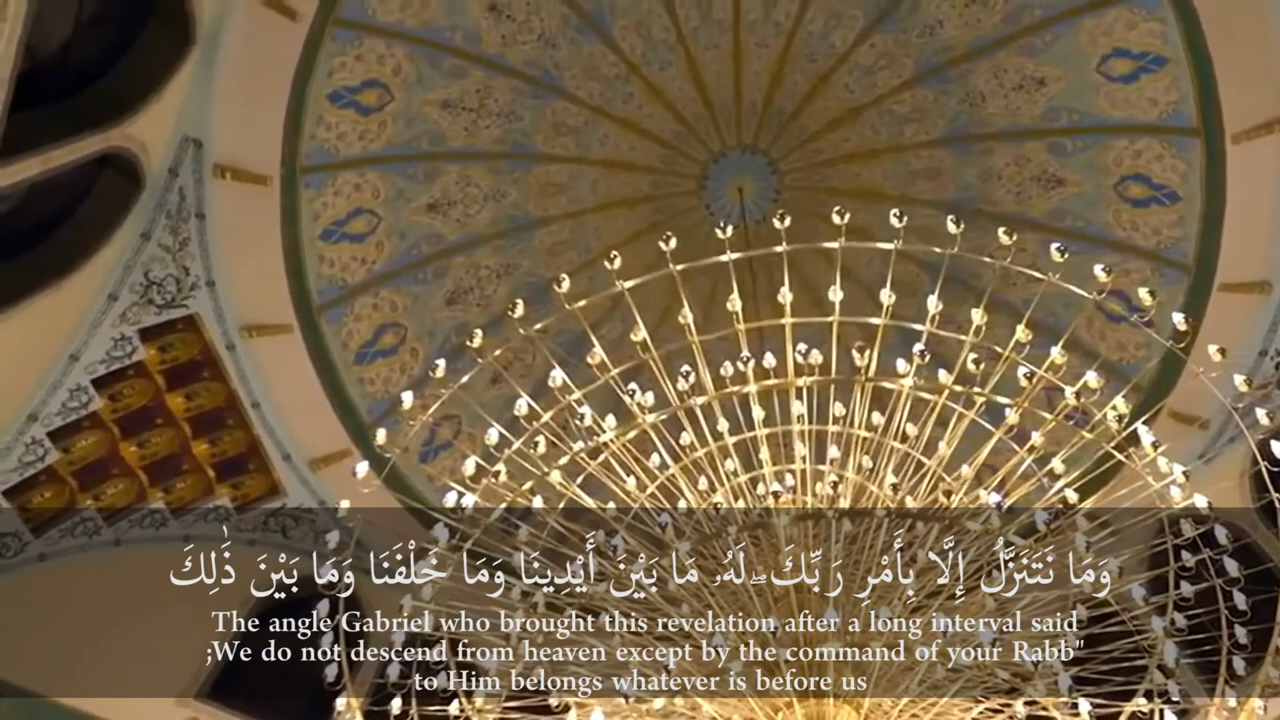 وَمَا نَتَنَزَّلُ إِلَّا بِأَمْرِ رَبِّكَ ۖ لَهُۥ مَا بَيْنَ أَيْدِينَا وَمَا خَلْفَنَا وَمَا بَيْنَ ذَٰلِكَ
The angle Gabriel who brought this revelation after a long interval said
;We do not descend from heaven except by the command of your Rabb"
to Him belongs whatever is before us